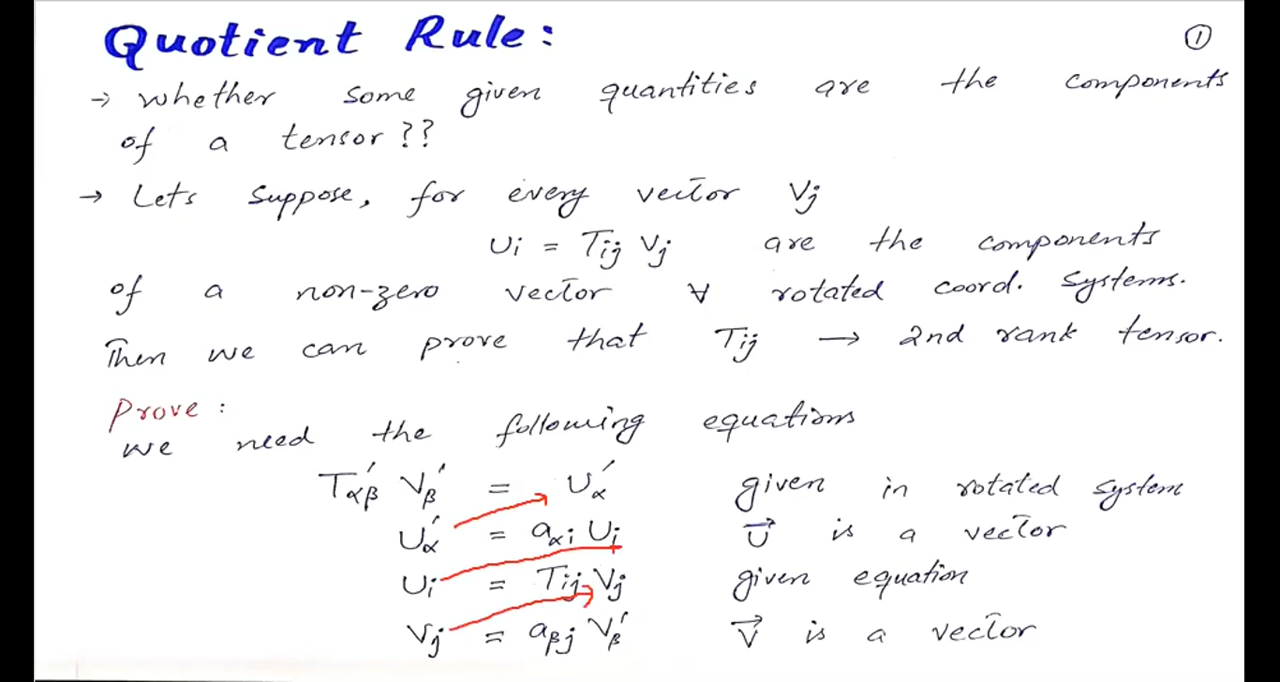 Quotient Rule:
①
→ whether some given quantities are the components
of a tensor??
→ Lets suppose, for every vector Vj
Ui = Tij Vj are the components
of a non-zero vector ∀ rotated coord. systems.
Then we can prove that Tij → 2nd rank tensor.
Prove:
we need the following equations
T'αβ V'β = U'α given in rotated system
U'α = aαi Ui U⃗ is a vector
Ui = Tij Vj given equation
Vj = aβj V'β V⃗ is a vector